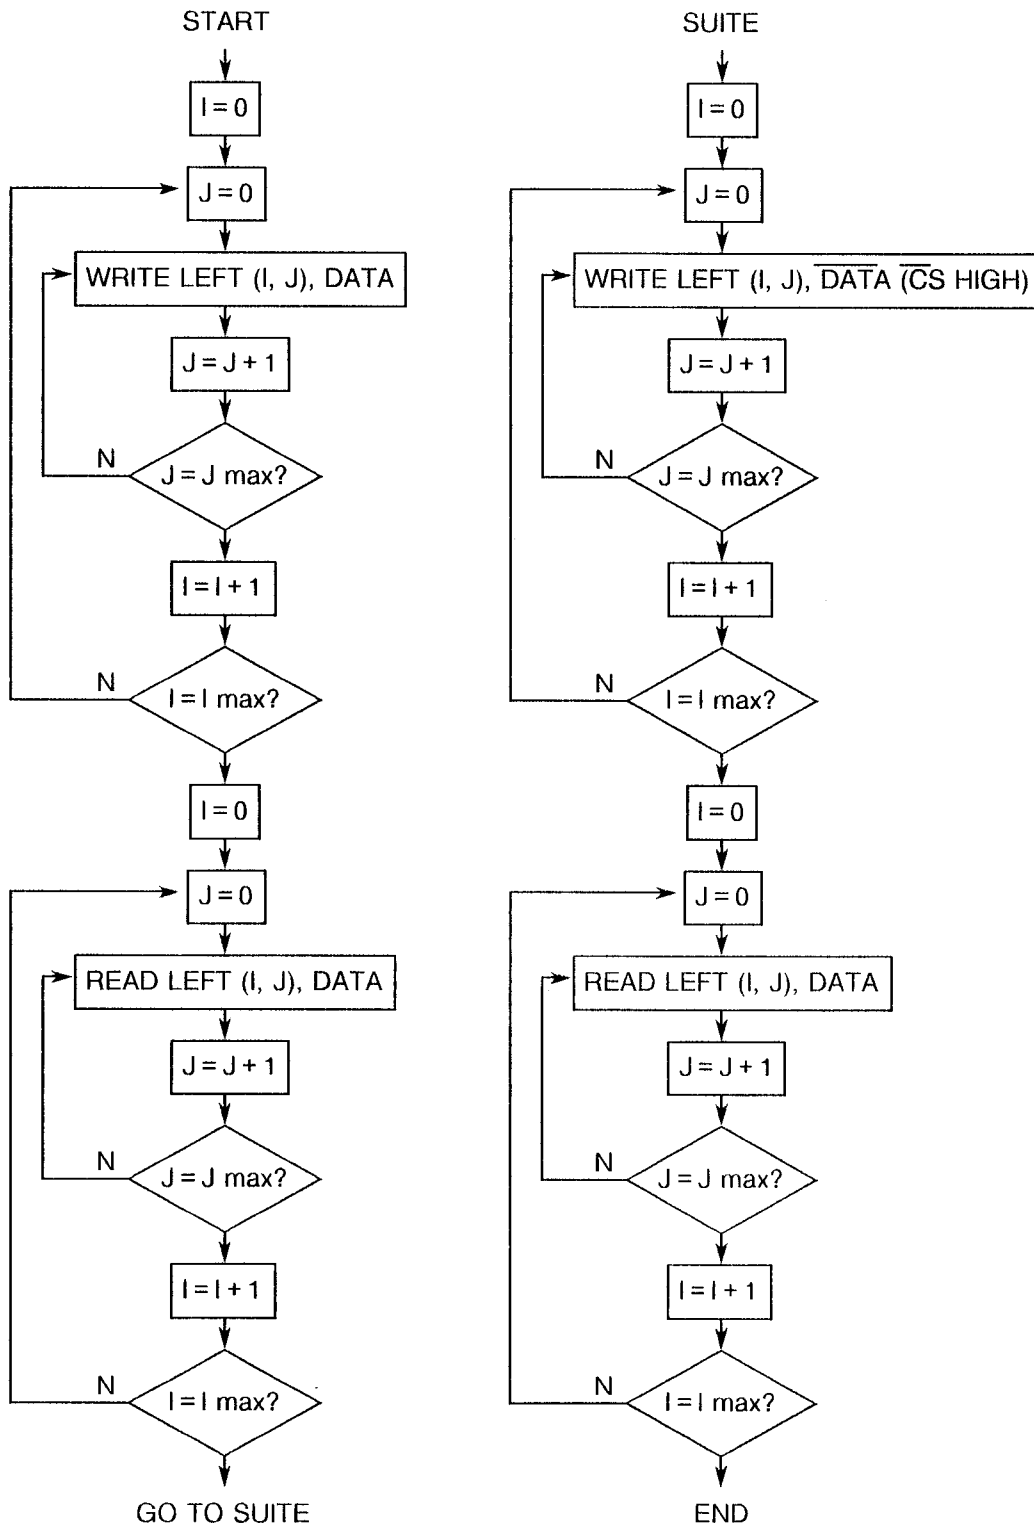 START
I = 0
J = 0
WRITE LEFT (I, J), DATA
J = J + 1
J = J max?
N
I = I + 1
I = I max?
N
I = 0
J = 0
READ LEFT (I, J), DATA
J = J + 1
J = J max?
N
I = I + 1
I = I max?
N
GO TO SUITE
SUITE
I = 0
J = 0
WRITE LEFT (I, J), D̅A̅T̅A̅ (C̅S̅ HIGH)
J = J + 1
J = J max?
N
I = I + 1
I = I max?
N
I = 0
J = 0
READ LEFT (I, J), DATA
J = J + 1
J = J max?
N
I = I + 1
I = I max?
N
END